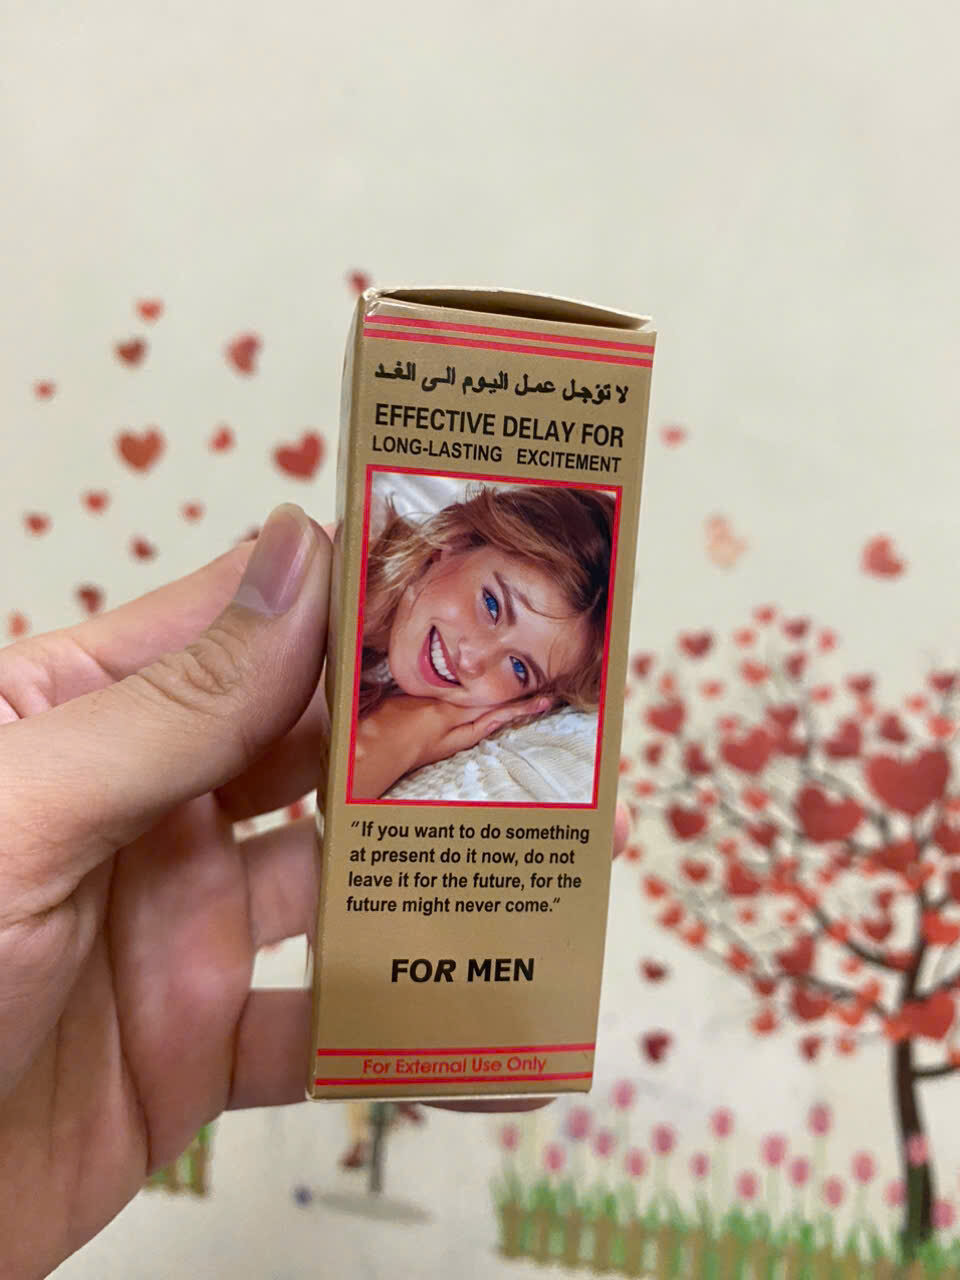 لا تؤجل عمل اليوم الى الغد
EFFECTIVE DELAY FOR
LONG-LASTING EXCITEMENT
"If you want to do something
at present do it now, do not
leave it for the future, for the
future might never come."
FOR MEN
For External Use Only